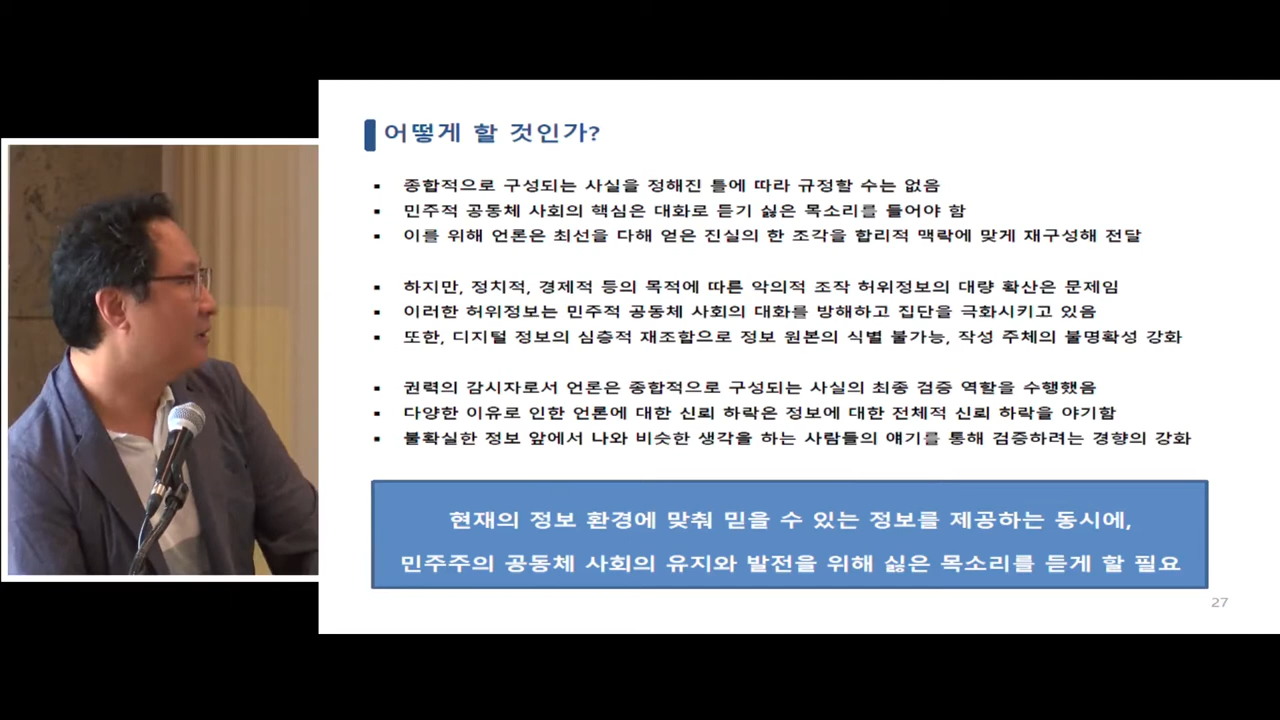 어떻게 할 것인가?
▪ 종합적으로 구성되는 사실을 정해진 틀에 따라 규정할 수는 없음
▪ 민주적 공동체 사회의 핵심은 대화로 듣기 싫은 목소리를 들어야 함
▪ 이를 위해 언론은 최선을 다해 얻은 진실의 한 조각을 합리적 맥락에 맞게 재구성해 전달
▪ 하지만, 정치적, 경제적 등의 목적에 따른 악의적 조작 허위정보의 대량 확산은 문제임
▪ 이러한 허위정보는 민주적 공동체 사회의 대화를 방해하고 집단을 극화시키고 있음
▪ 또한, 디지털 정보의 심층적 재조합으로 정보 원본의 식별 불가능, 작성 주체의 불명확성 강화
▪ 권력의 감시자로서 언론은 종합적으로 구성되는 사실의 최종 검증 역할을 수행했음
▪ 다양한 이유로 인한 언론에 대한 신뢰 하락은 정보에 대한 전체적 신뢰 하락을 야기함
▪ 불확실한 정보 앞에서 나와 비슷한 생각을 하는 사람들의 얘기를 통해 검증하려는 경향의 강화
현재의 정보 환경에 맞춰 믿을 수 있는 정보를 제공하는 동시에,
민주주의 공동체 사회의 유지와 발전을 위해 싫은 목소리를 듣게 할 필요
27